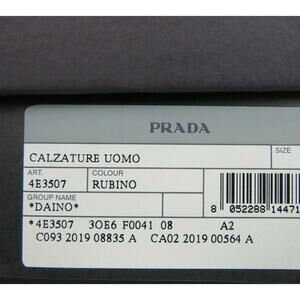 PRADA
CALZATURE UOMO
SIZE
ART.
COLOUR
4E3507
RUBINO
GROUP NAME
*DAINO*
8 052288 14471
*4E3507 3OE6 F0041 08 A2
C093 2019 08835 A CA02 2019 00564 A